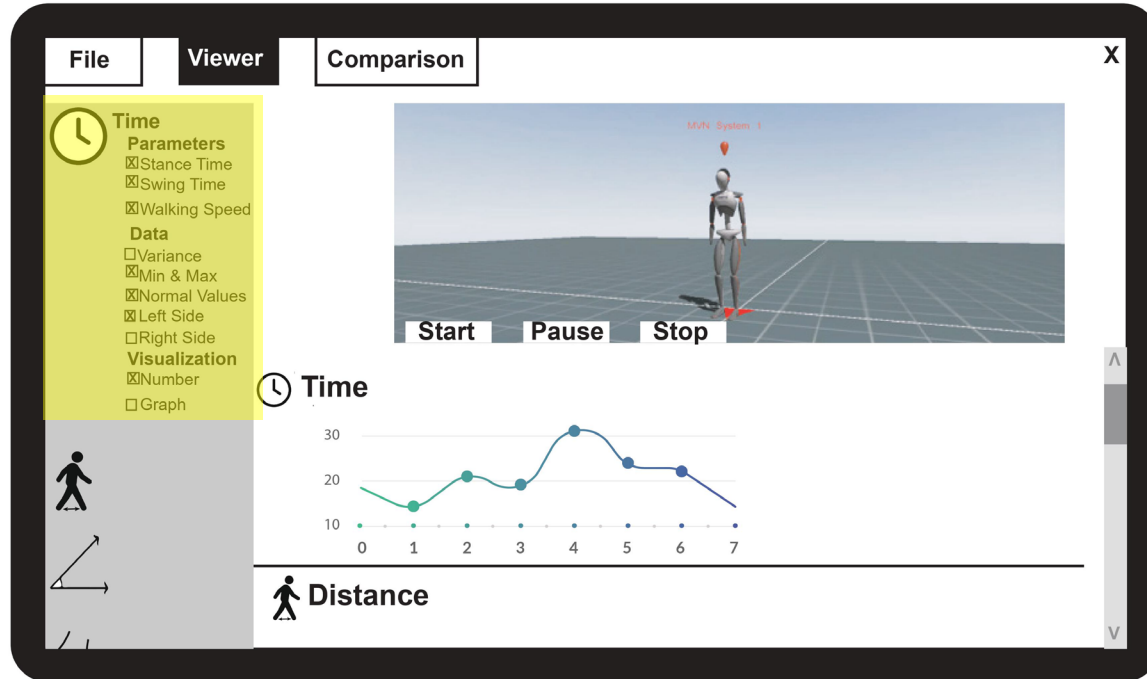 File Viewer Comparison X
Time
Parameters
Stance Time
Swing Time
Walking Speed
Data
Variance
Min & Max
Normal Values
Left Side
Right Side
Visualization
Number
Graph
MVN System 1
Start Pause Stop
Time
30
20
10
0 1 2 3 4 5 6 7
Distance